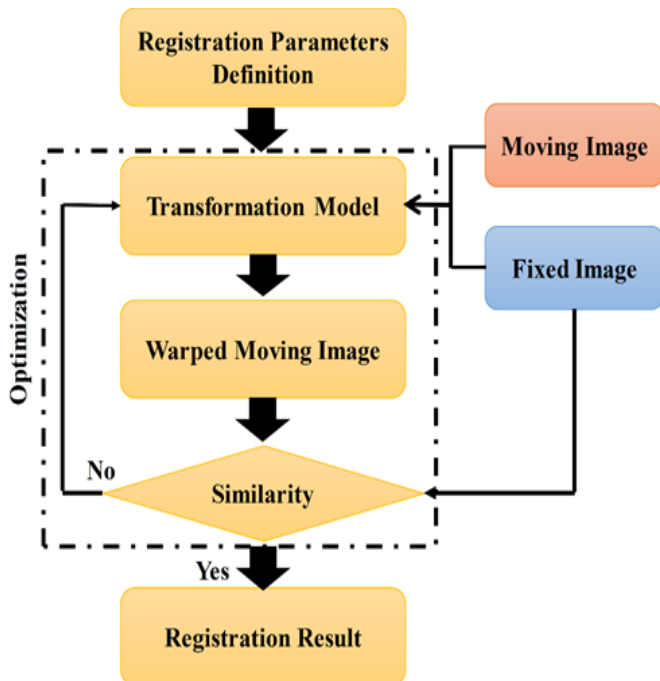 Registration Parameters
Definition
Moving Image
Transformation Model
Fixed Image
Optimization
Warped Moving Image
No
Similarity
Yes
Registration Result